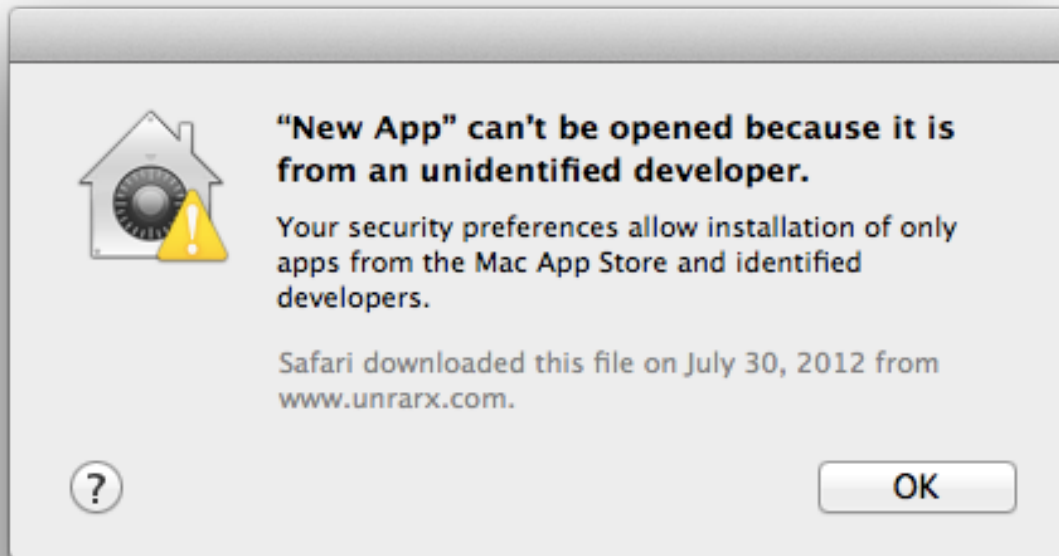 “New App” can't be opened because it is
from an unidentified developer.
Your security preferences allow installation of only
apps from the Mac App Store and identified
developers.
Safari downloaded this file on July 30, 2012 from
www.unrarx.com.
?
OK